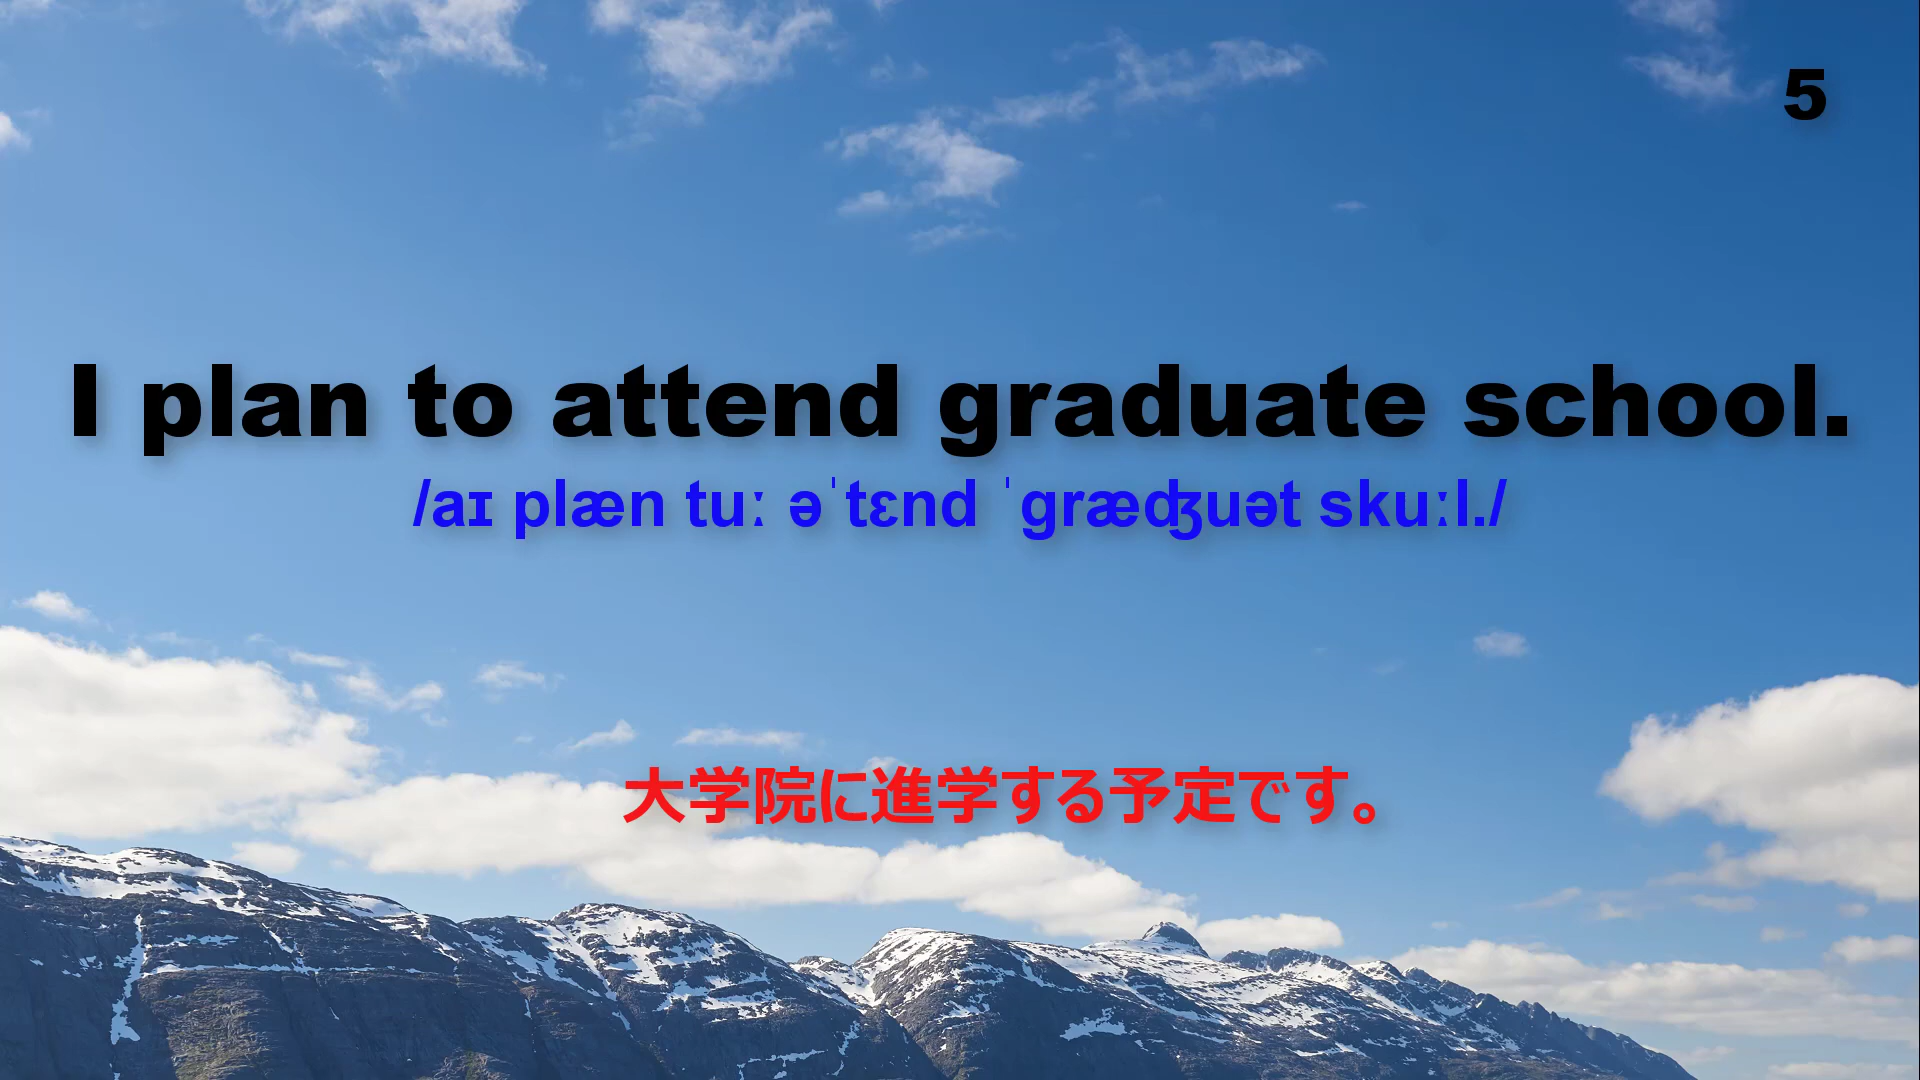 5
I plan to attend graduate school.
/aɪ plæn tuː əˈtɛnd ˈgræʤuət skuːl./
大学院に進学する予定です。